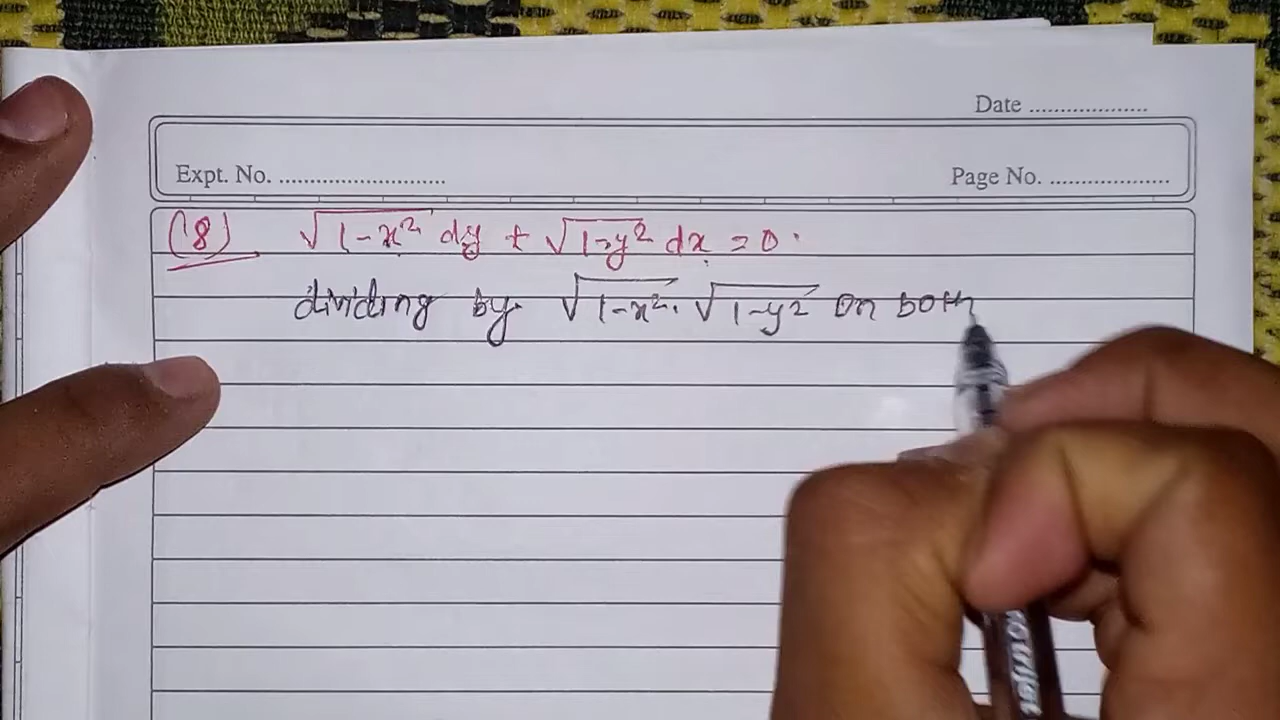 Date ....................
Expt. No. ........................... Page No. ....................
(8) √1-x² dy + √1-y² dx = 0.
dividing by √1-x². √1-y² on both